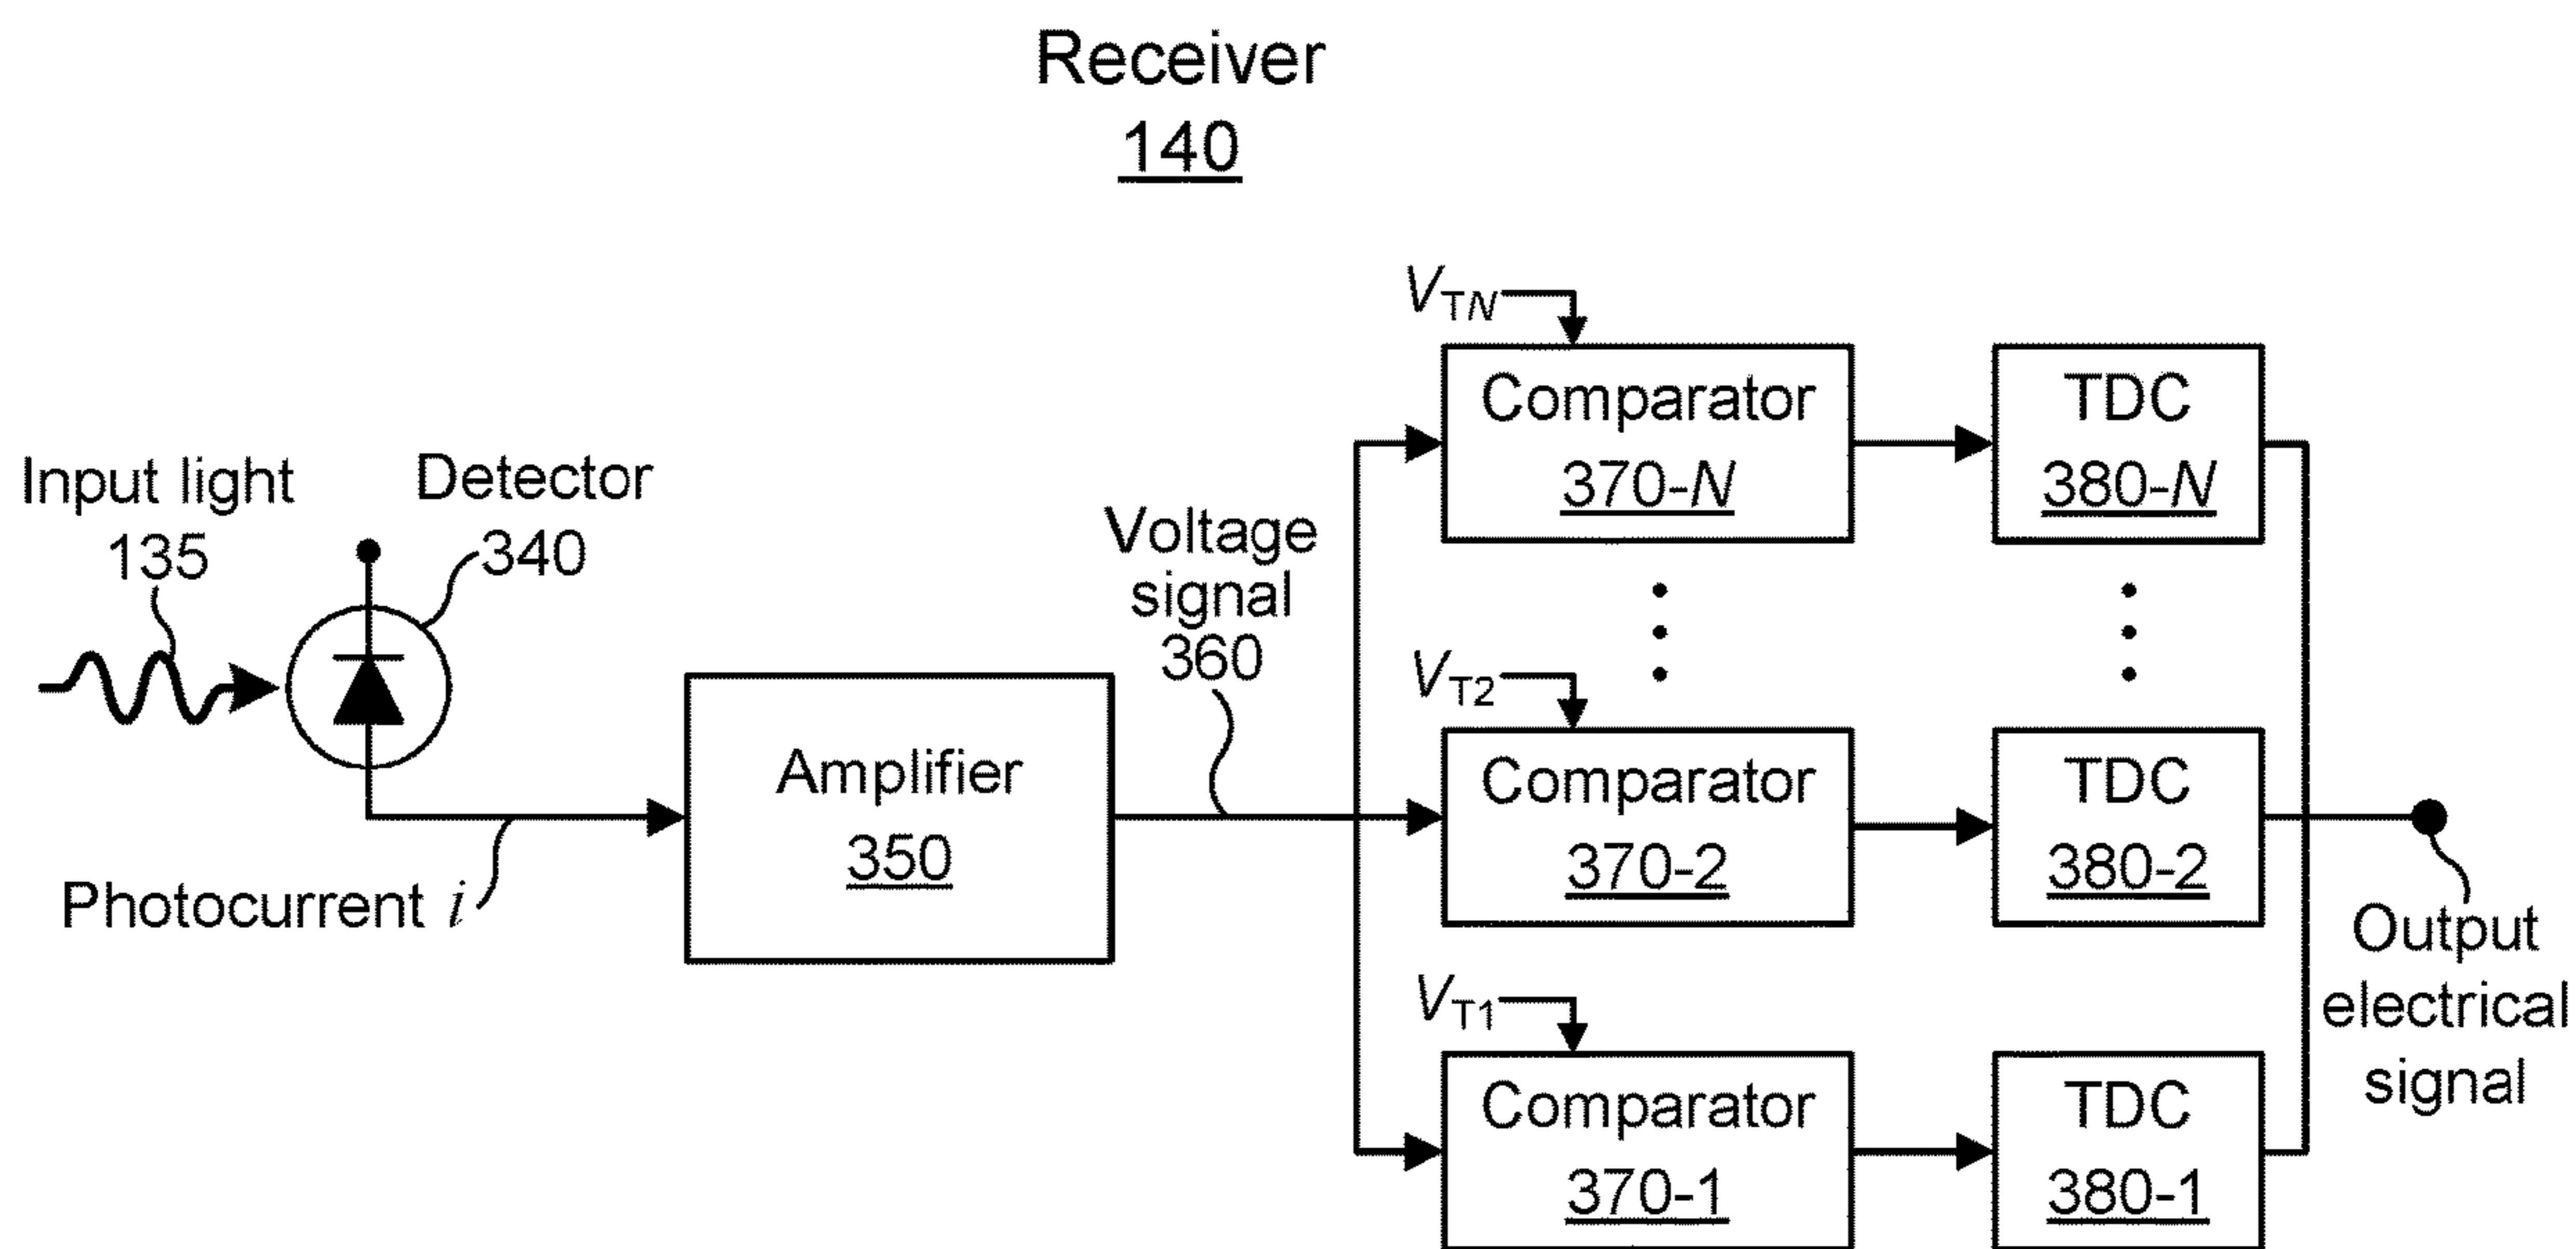 Receiver
140
Input light
135
Detector
340
Photocurrent i
Amplifier
350
Voltage
signal
360
VTN
Comparator
370-N
TDC
380-N
VT2
Comparator
370-2
TDC
380-2
VT1
Comparator
370-1
TDC
380-1
Output
electrical
signal